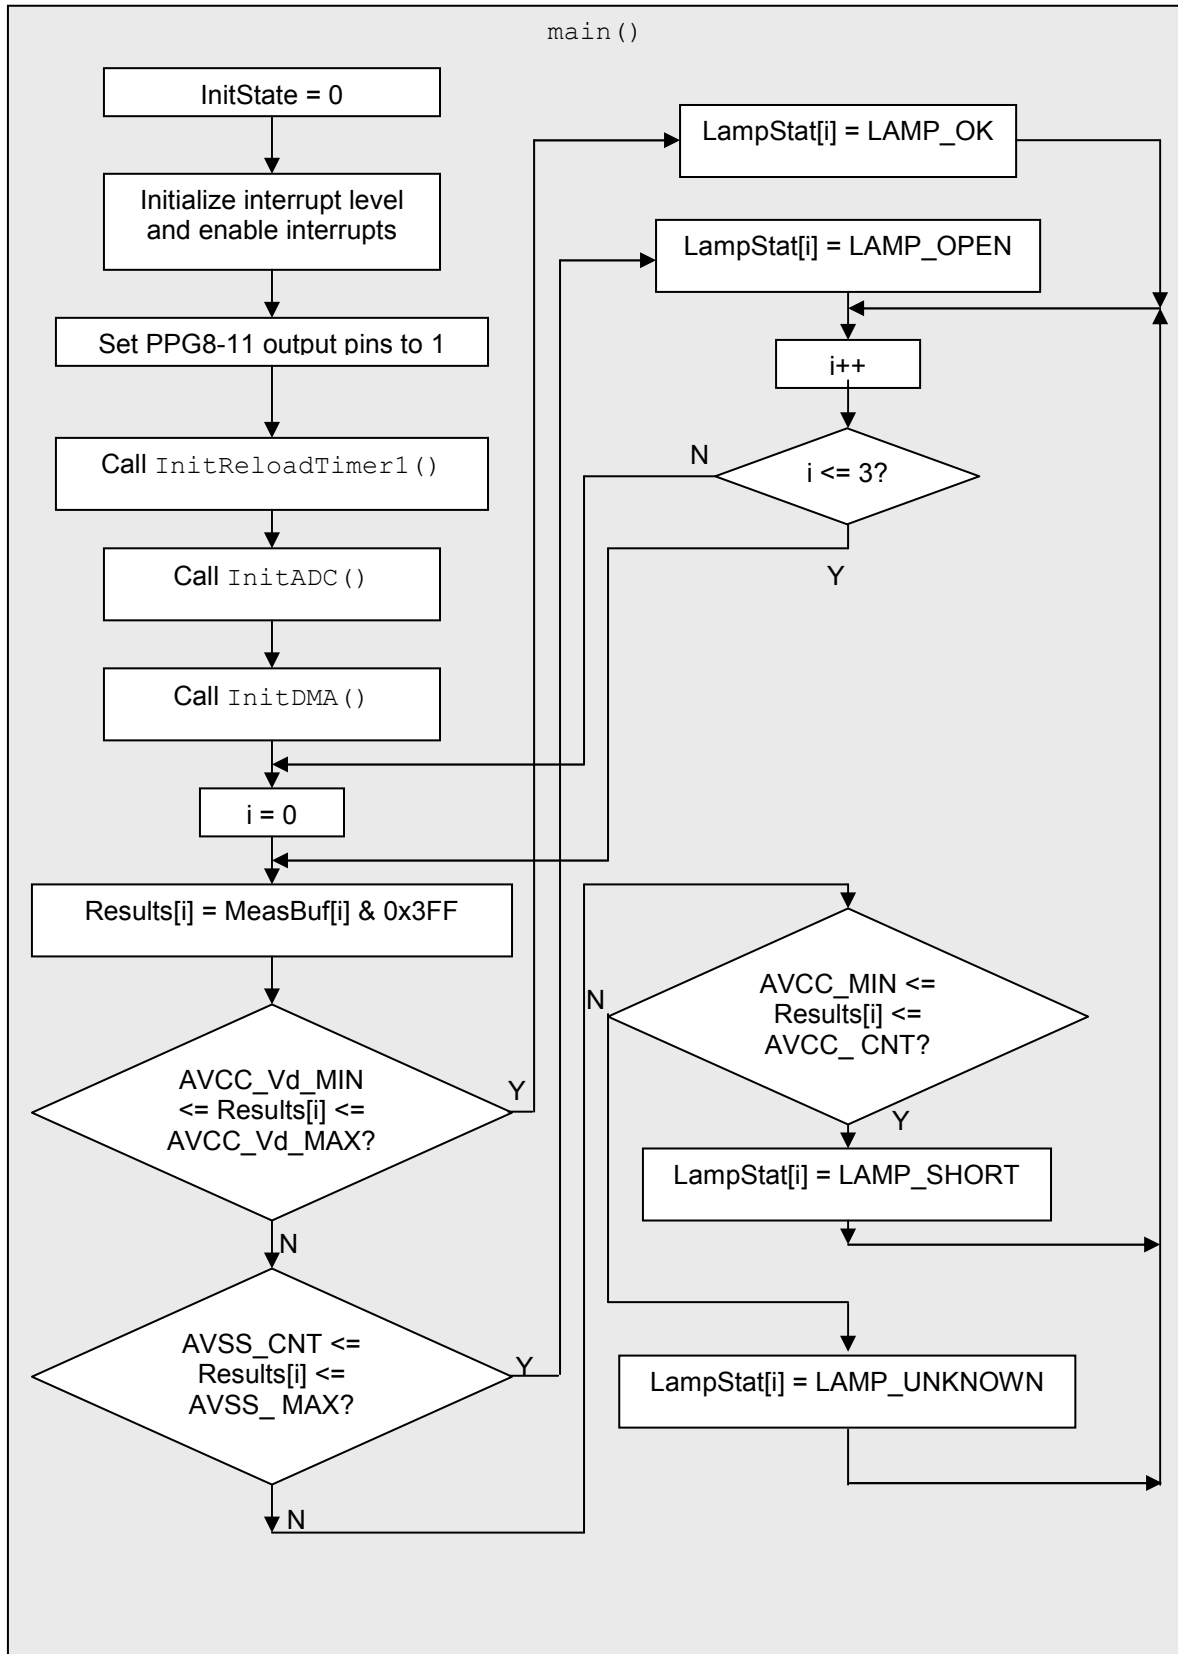 main()
InitState = 0
Initialize interrupt level
and enable interrupts
Set PPG8-11 output pins to 1
Call InitReloadTimer1()
Call InitADC()
Call InitDMA()
i = 0
Results[i] = MeasBuf[i] & 0x3FF
AVCC_Vd_MIN
<= Results[i] <=
AVCC_Vd_MAX?
Y
N
AVSS_CNT <=
Results[i] <=
AVSS_ MAX?
Y
N
LampStat[i] = LAMP_OK
LampStat[i] = LAMP_OPEN
i++
i <= 3?
N
Y
AVCC_MIN <=
Results[i] <=
AVCC_ CNT?
N
Y
LampStat[i] = LAMP_SHORT
LampStat[i] = LAMP_UNKNOWN